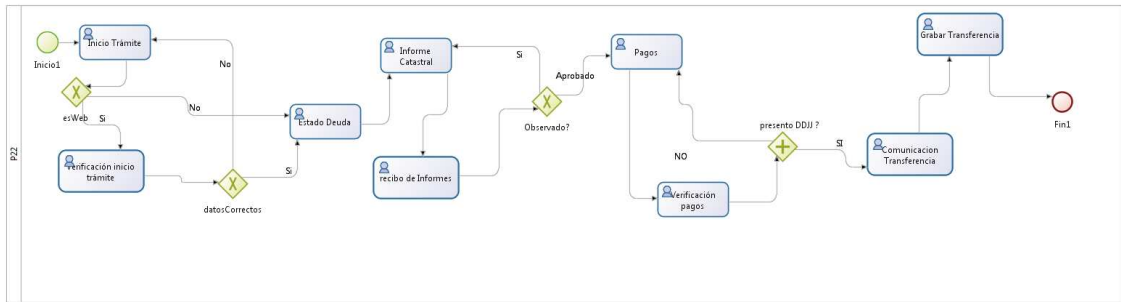 P22
Inicio1
Inicio Trámite
No
esWeb
Si
No
Verificación inicio
trámite
datosCorrectos
Si
Estado Deuda
Informe
Catastral
recibo de Informes
Si
Observado?
Aprobado
Pagos
NO
Verificación
pagos
presento DDJJ ?
SI
Comunicacion
Transferencia
Grabar Transferencia
Fin1